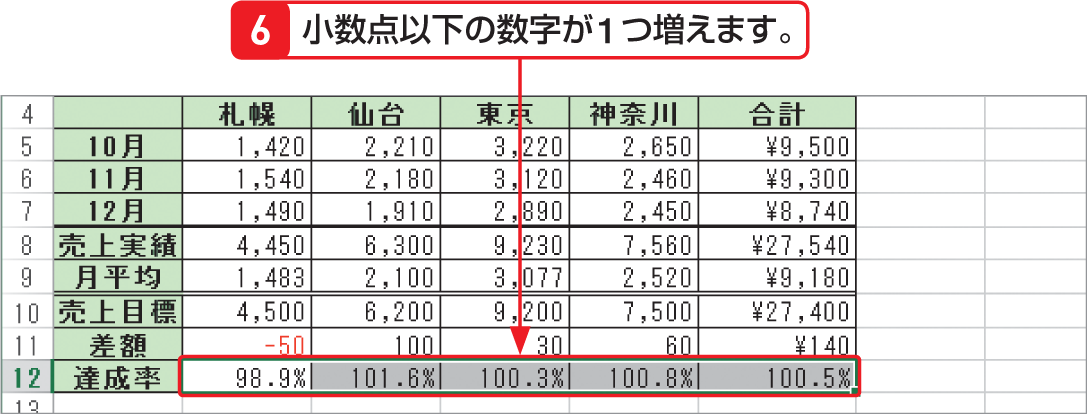 6 小数点以下の数字が1つ増えます。
4 札幌 仙台 東京 神奈川 合計
5 10月 1,420 2,210 3,220 2,650 ¥9,500
6 11月 1,540 2,180 3,120 2,460 ¥9,300
7 12月 1,490 1,910 2,890 2,450 ¥8,740
8 売上実績 4,450 6,300 9,230 7,560 ¥27,540
9 月平均 1,483 2,100 3,077 2,520 ¥9,180
10 売上目標 4,500 6,200 9,200 7,500 ¥27,400
11 差額 -50 100 30 60 ¥140
12 達成率 98.9% 101.6% 100.3% 100.8% 100.5%
13